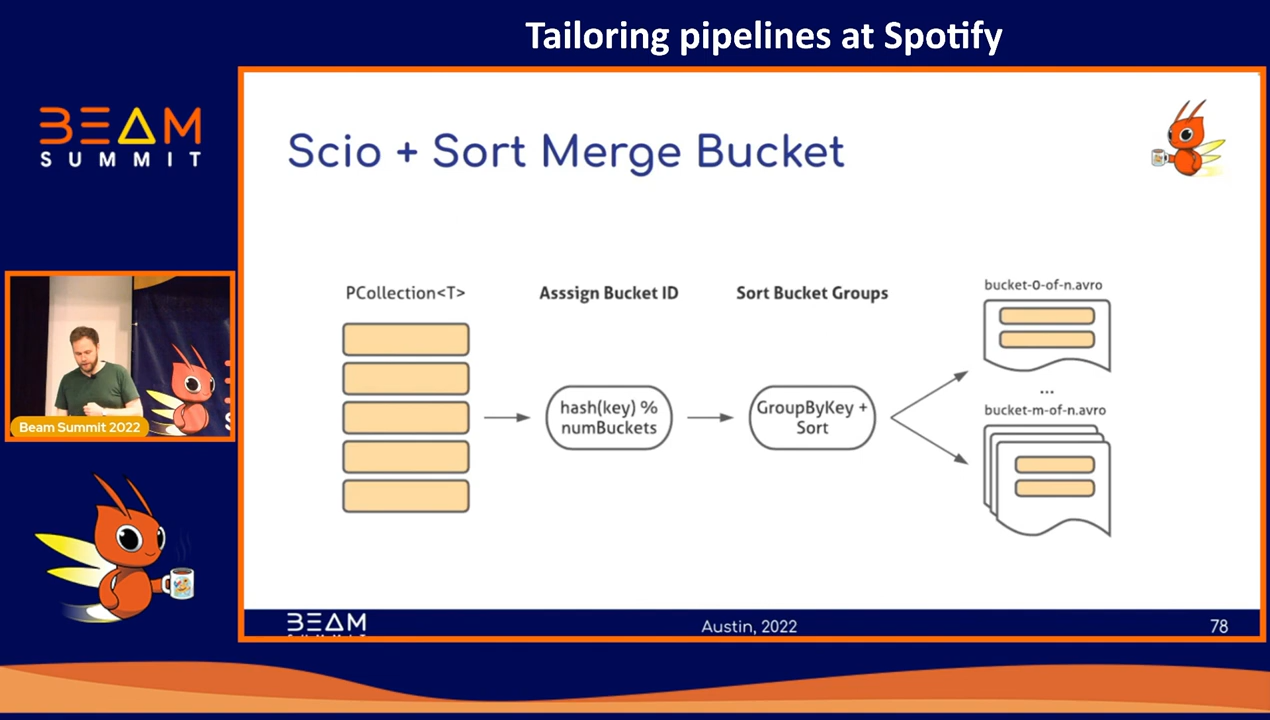 Tailoring pipelines at Spotify
BEAM
SUMMIT
Scio + Sort Merge Bucket
PCollection<T>
Asssign Bucket ID
Sort Bucket Groups
hash(key) %
numBuckets
GroupByKey +
Sort
bucket-0-of-n.avro
...
bucket-m-of-n.avro
Beam Summit 2022
BEAM
Austin, 2022
78